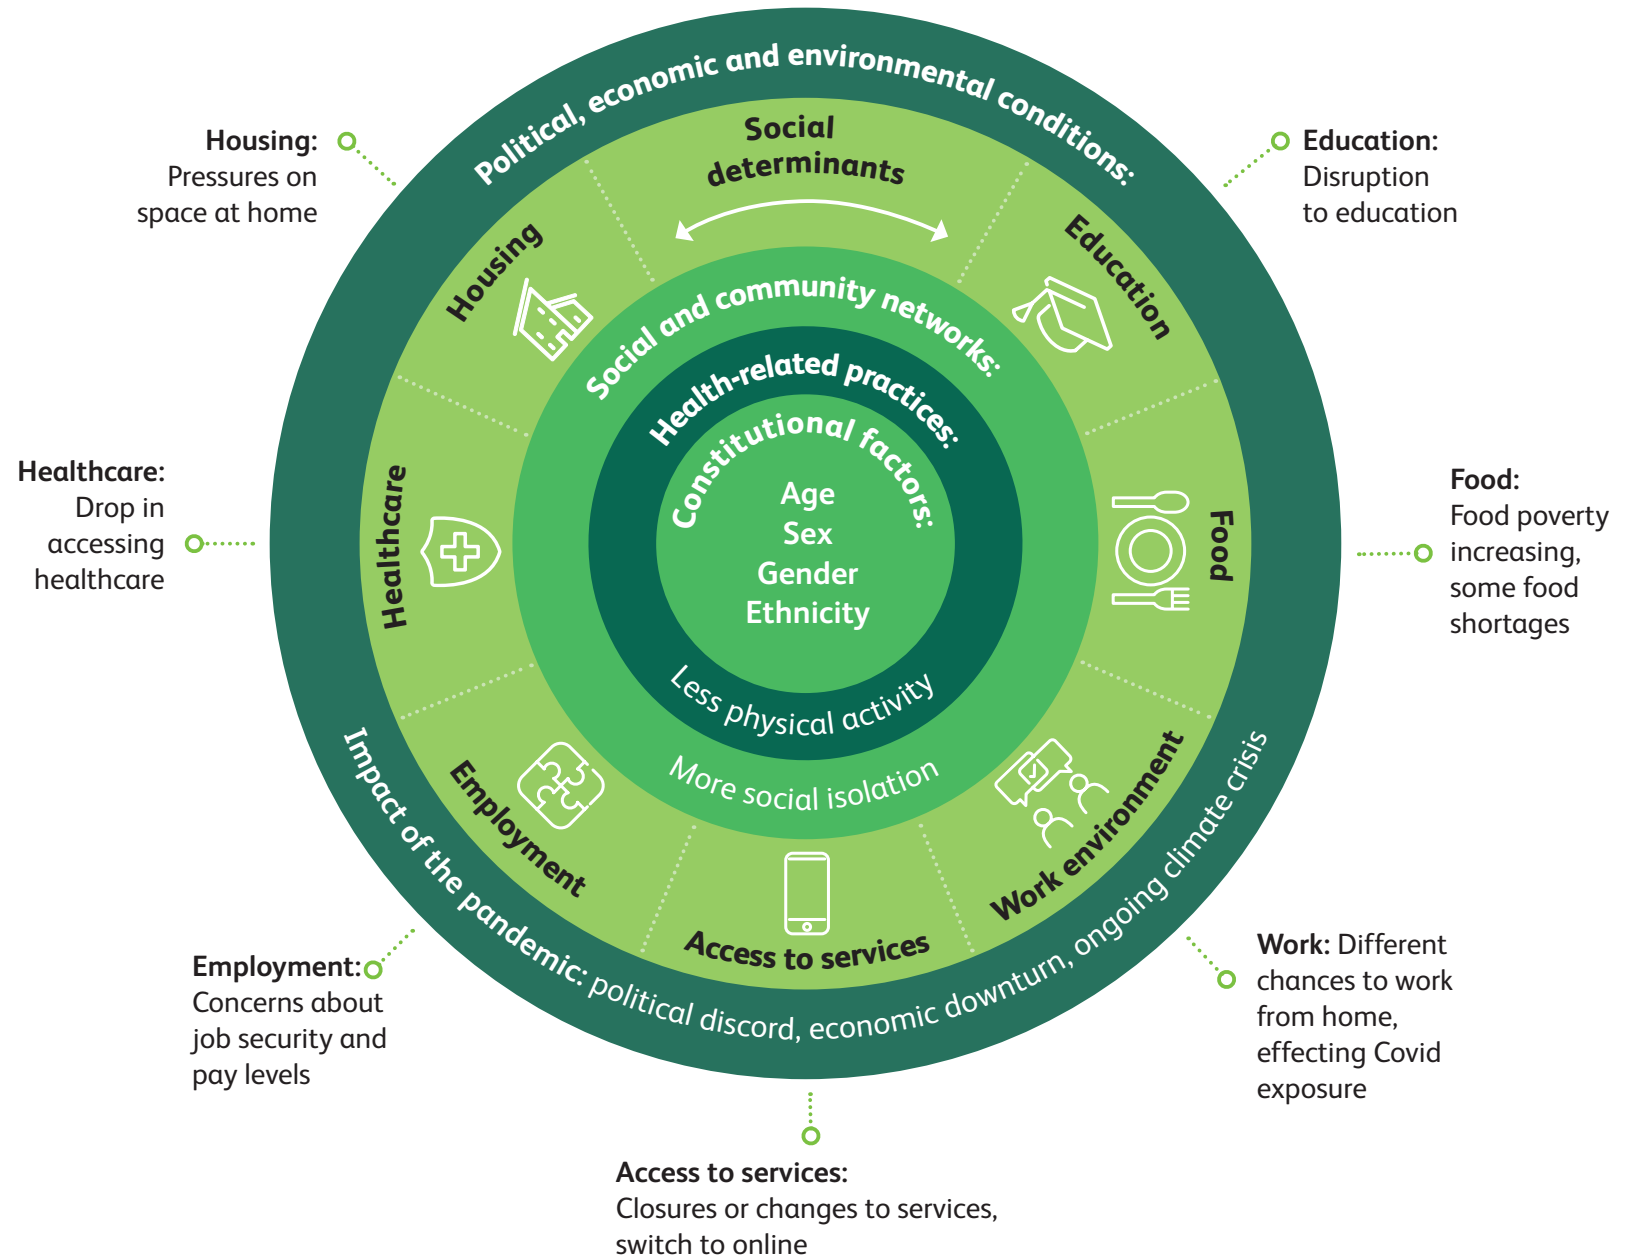 Political, economic and environmental conditions:
Social
determinants
Housing
Education
Healthcare
Food
Employment
Access to services
Work environment
Social and community networks:
More social isolation
Health-related practices:
Less physical activity
Constitutional factors:
Age
Sex
Gender
Ethnicity
Impact of the pandemic: political discord, economic downturn, ongoing climate crisis
Housing:
Pressures on
space at home
Education:
Disruption
to education
Healthcare:
Drop in
accessing
healthcare
Food:
Food poverty
increasing,
some food
shortages
Employment:
Concerns about
job security and
pay levels
Work: Different
chances to work
from home,
effecting Covid
exposure
Access to services:
Closures or changes to services,
switch to online